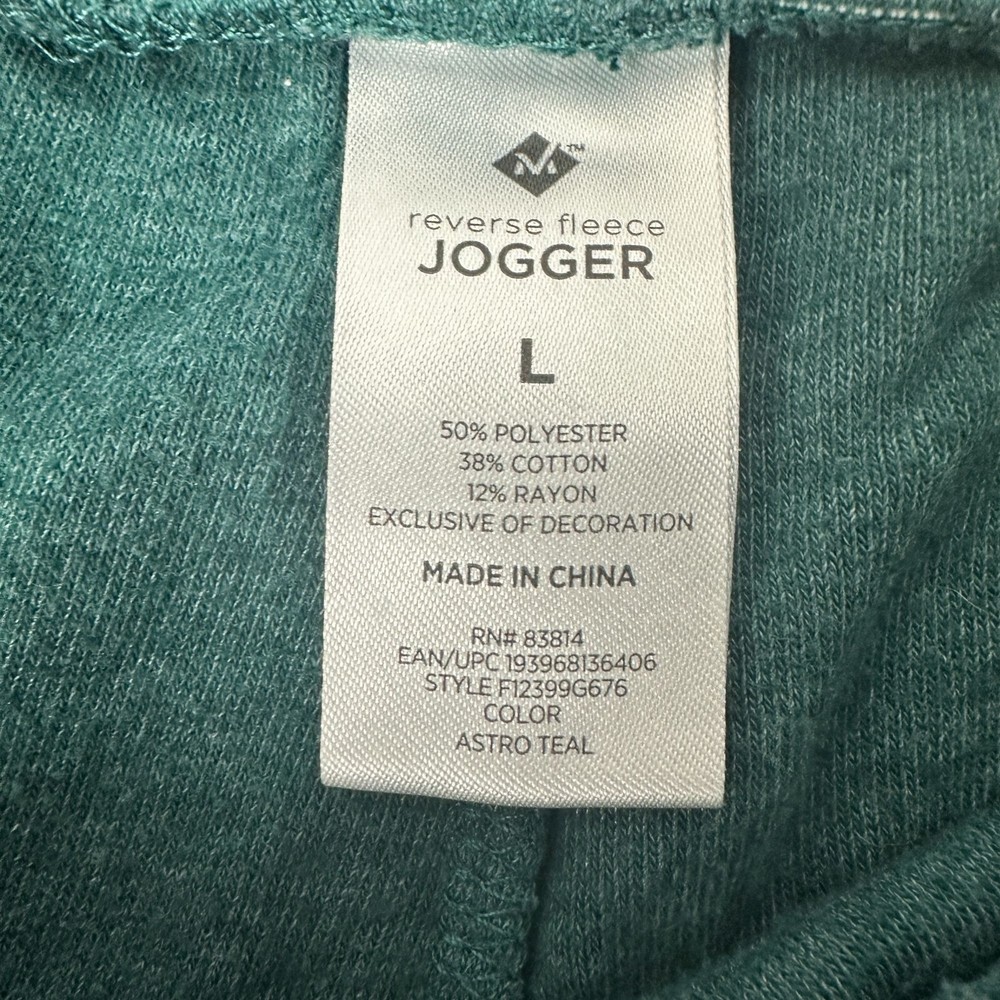 ™
reverse fleece
JOGGER
L
50% POLYESTER
38% COTTON
12% RAYON
EXCLUSIVE OF DECORATION
MADE IN CHINA
RN# 83814
EAN/UPC 193968136406
STYLE F12399G676
COLOR
ASTRO TEAL